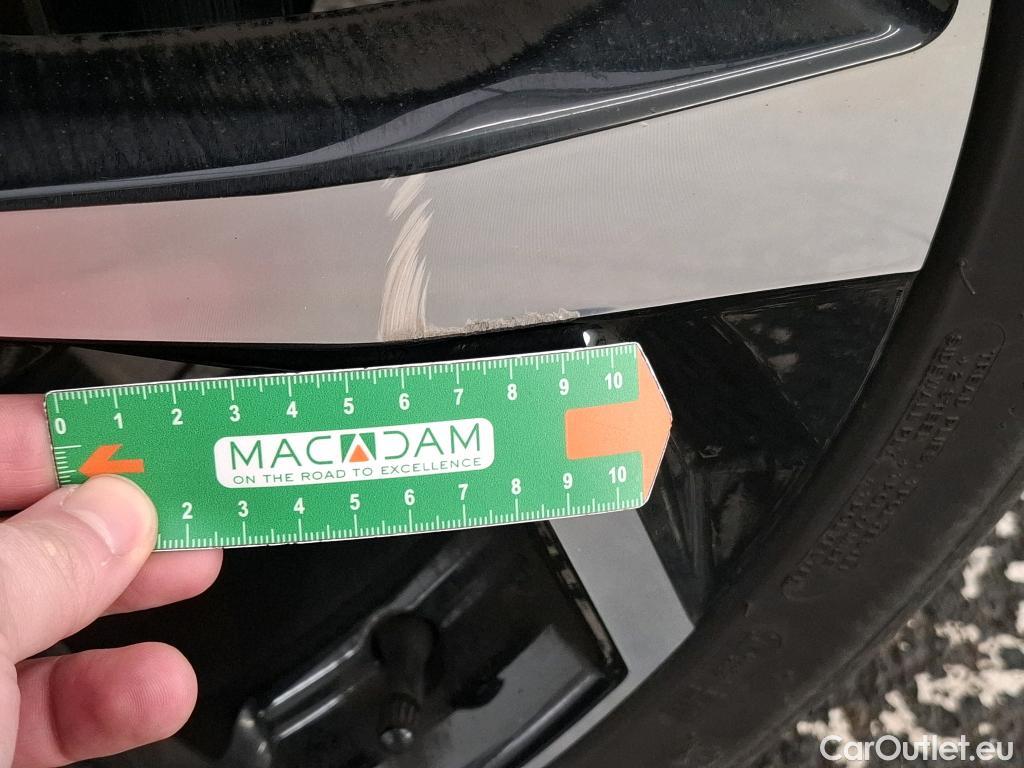 0 1 2 3 4 5 6 7 8 9 10
MACADAM
ON THE ROAD TO EXCELLENCE
2 3 4 5 6 7 8 9 10
CarOutlet.eu